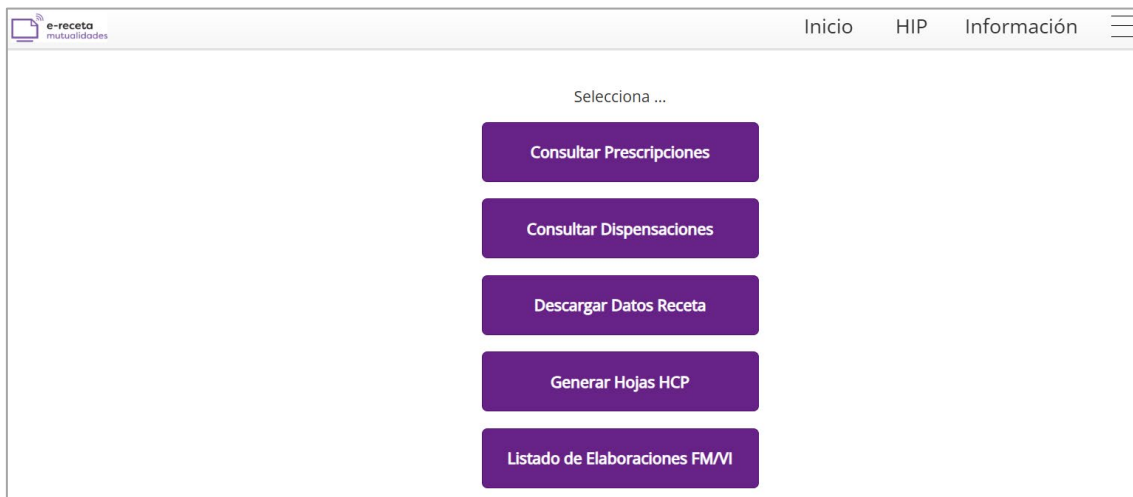 e-receta
mutualidades
Inicio HIP Información
Selecciona ...
Consultar Prescripciones
Consultar Dispensaciones
Descargar Datos Receta
Generar Hojas HCP
Listado de Elaboraciones FM/VI